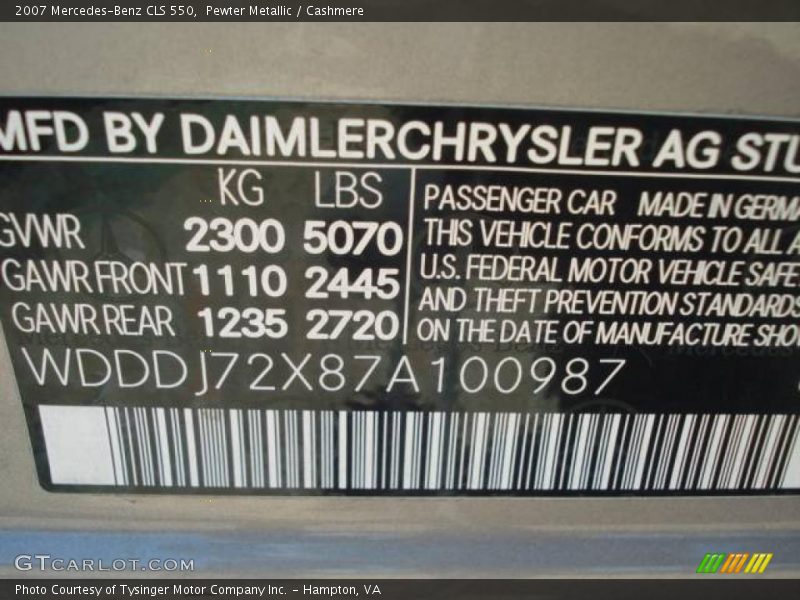 2007 Mercedes-Benz CLS 550, Pewter Metallic / Cashmere
MFD BY DAIMLERCHRYSLER AG STU
KG LBS
GVWR 2300 5070
GAWR FRONT 1110 2445
GAWR REAR 1235 2720
PASSENGER CAR MADE IN GERMA
THIS VEHICLE CONFORMS TO ALL A
U.S. FEDERAL MOTOR VEHICLE SAFE
AND THEFT PREVENTION STANDARDS
ON THE DATE OF MANUFACTURE SHO
WDDDJ72X87A100987
GTCARLOT.COM
Photo Courtesy of Tysinger Motor Company Inc. - Hampton, VA